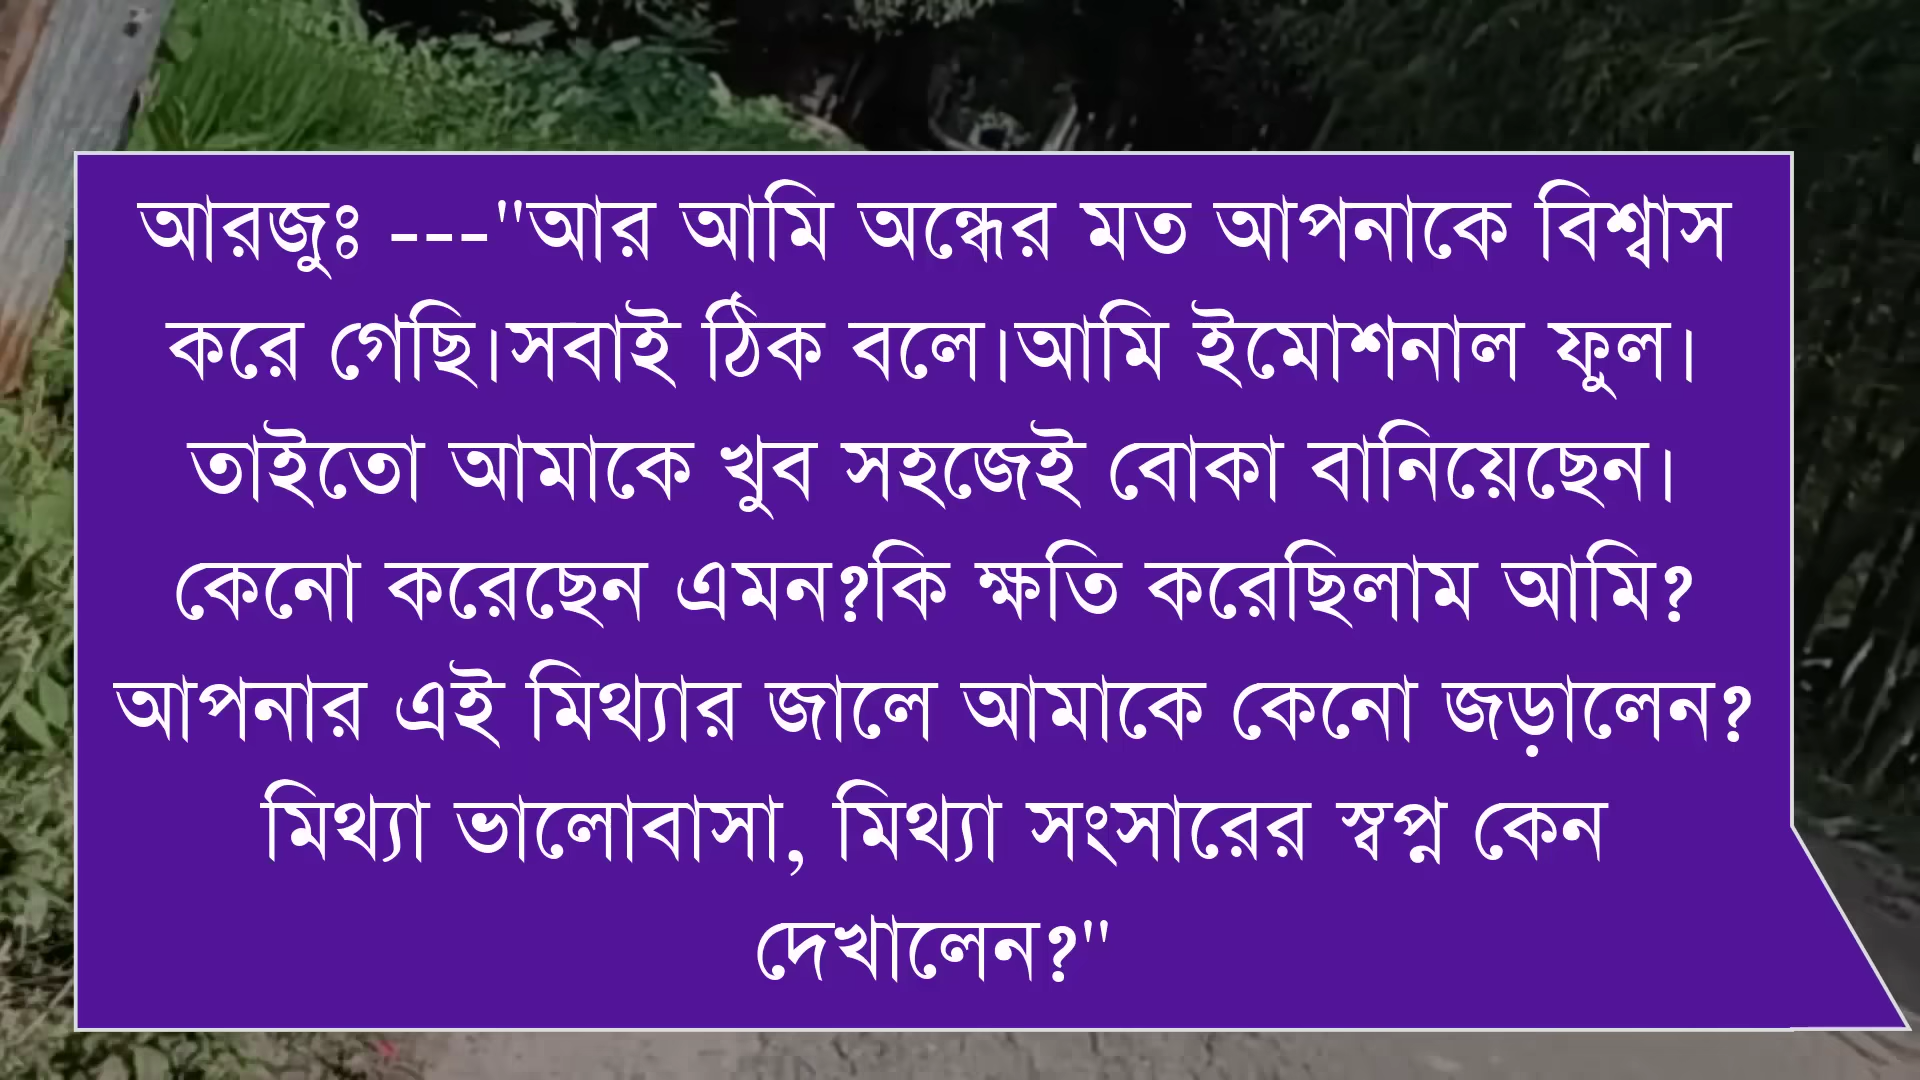 আরজুঃ ---"আর আমি অন্ধের মত আপনাকে বিশ্বাস
করে গেছি।সবাই ঠিক বলে।আমি ইমোশনাল ফুল।
তাইতো আমাকে খুব সহজেই বোকা বানিয়েছেন।
কেনো করেছেন এমন?কি ক্ষতি করেছিলাম আমি?
আপনার এই মিথ্যার জালে আমাকে কেনো জড়ালেন?
মিথ্যা ভালোবাসা, মিথ্যা সংসারের স্বপ্ন কেন
দেখালেন?"